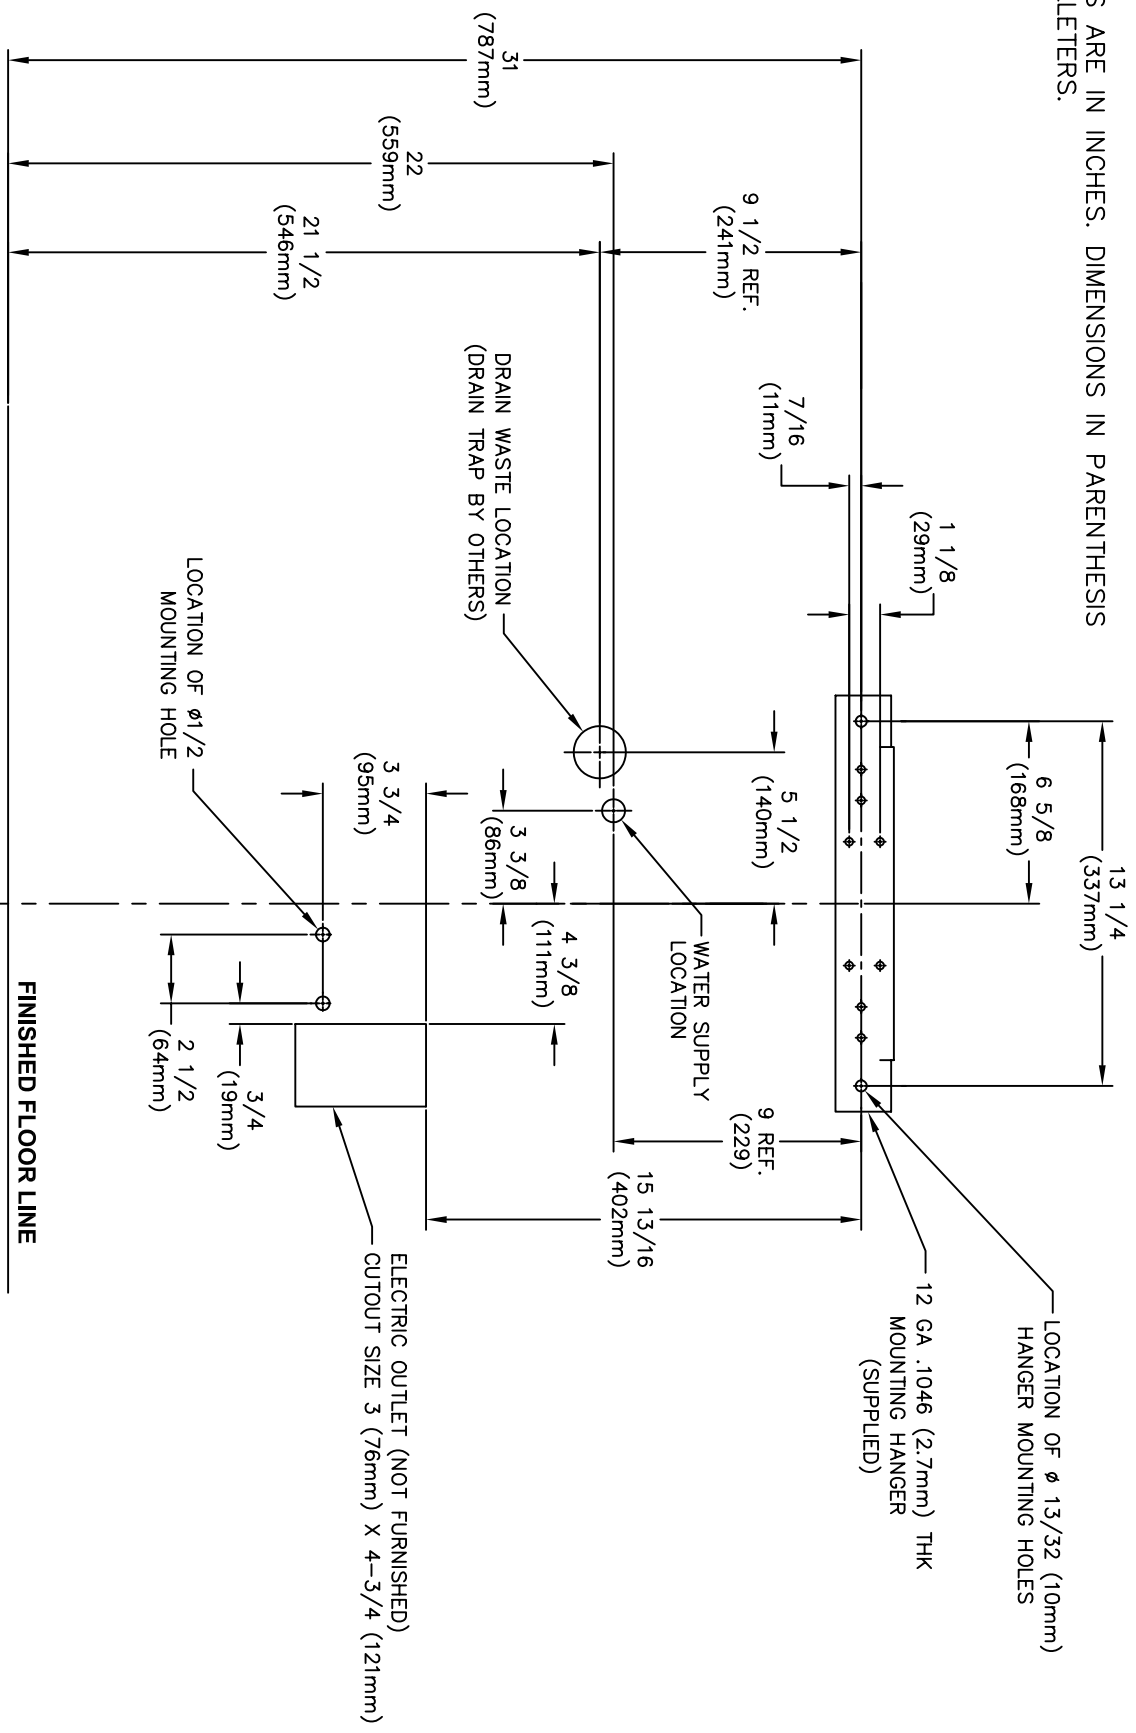 S ARE IN INCHES. DIMENSIONS IN PARENTHESIS
LLETERS.
13 1/4
(337mm)
6 5/8
(168mm)
1 1/8
(29mm)
7/16
(11mm)
LOCATION OF ø 13/32 (10mm)
HANGER MOUNTING HOLES
12 GA .1046 (2.7mm) THK
MOUNTING HANGER
(SUPPLIED)
9 1/2 REF.
(241mm)
5 1/2
(140mm)
9 REF.
(229)
WATER SUPPLY
LOCATION
15 13/16
(402mm)
31
(787mm)
22
(559mm)
21 1/2
(546mm)
DRAIN WASTE LOCATION
(DRAIN TRAP BY OTHERS)
3 3/8
(86mm)
4 3/8
(111mm)
3 3/4
(95mm)
ELECTRIC OUTLET (NOT FURNISHED)
CUTOUT SIZE 3 (76mm) X 4-3/4 (121mm)
LOCATION OF ø1/2
MOUNTING HOLE
3/4
(19mm)
2 1/2
(64mm)
FINISHED FLOOR LINE